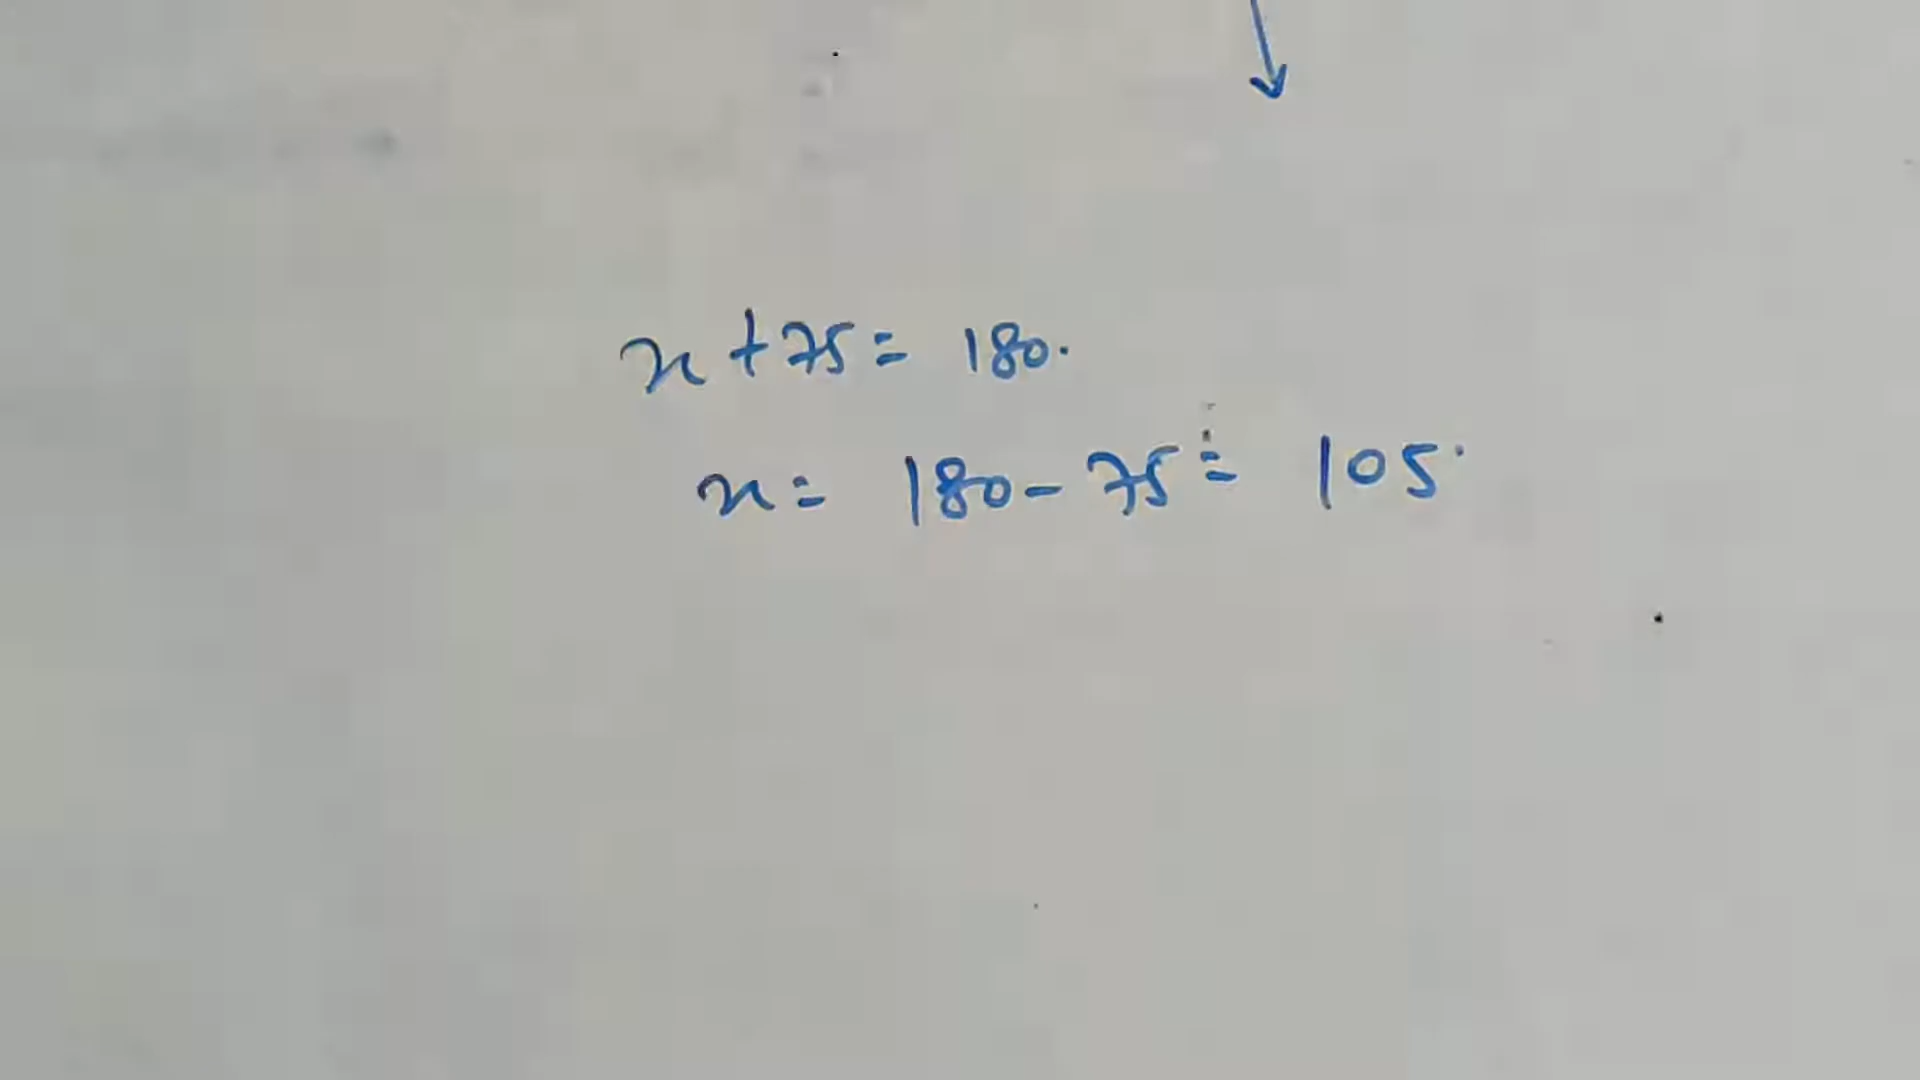 x + 75 = 180.
x = 180 - 75 = 105.